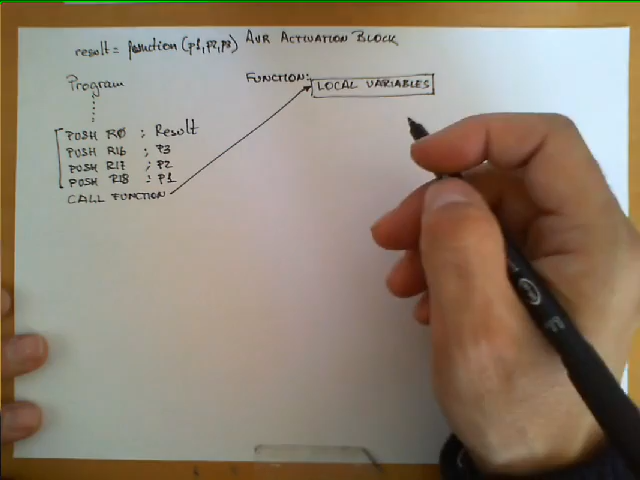 result= function(p1,p2,p3) AVR ACTIVATION BLOCK
Program
FUNCTION:
LOCAL VARIABLES
PUSH R0 ; Result
PUSH R16 ; P3
PUSH R17 ; P2
PUSH R18 ; P1
CALL FUNCTION